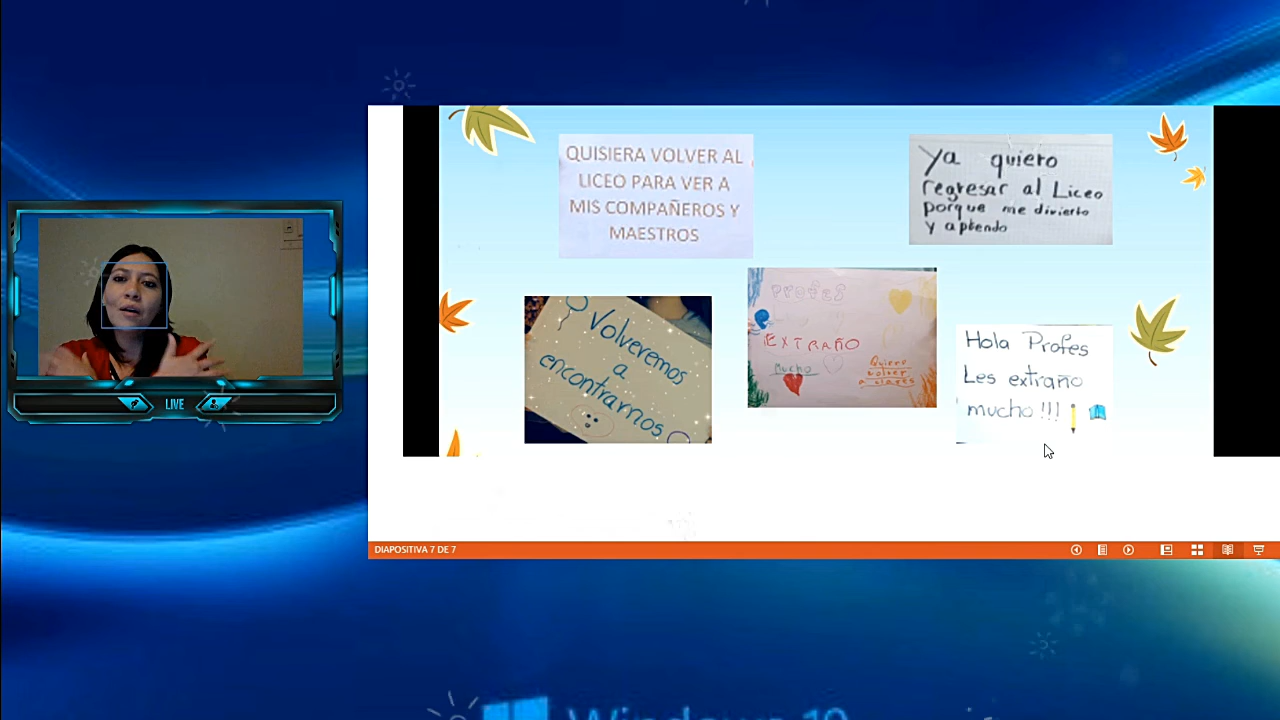 QUISIERA VOLVER AL
LICEO PARA VER A
MIS COMPAÑEROS Y
MAESTROS
Ya quiero
regresar al Liceo
porque me divierto
y aprendo
Volveremos
a
encontrarnos
PROFES
EXTRAÑO
Mucho
Quiero
volver
a clases
Hola Profes
Les extraño
mucho!!!
LIVE
DIAPOSITIVA 7 DE 7
Windows 10